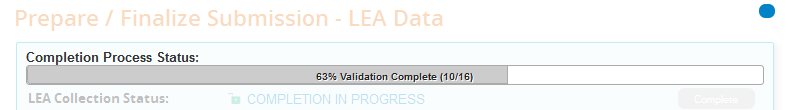 Prepare / Finalize Submission - LEA Data
Completion Process Status:
63% Validation Complete (10/16)
LEA Collection Status: COMPLETION IN PROGRESS Complete